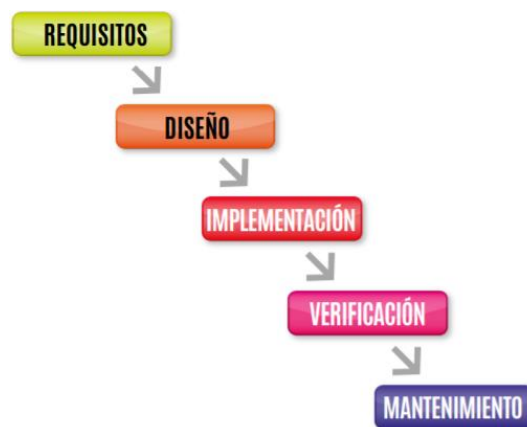 REQUISITOS
DISEÑO
IMPLEMENTACIÓN
VERIFICACIÓN
MANTENIMIENTO